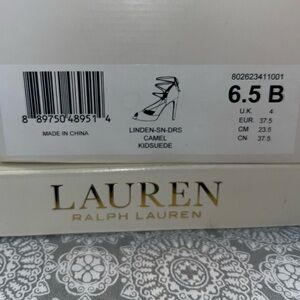 802623411001
6.5 B
U.K. 4
EUR. 37.5
CM 23.5
CN 37.5
8 89750 48951 4
MADE IN CHINA
LINDEN-SN-DRS
CAMEL
KIDSUEDE
LAUREN
RALPH LAUREN